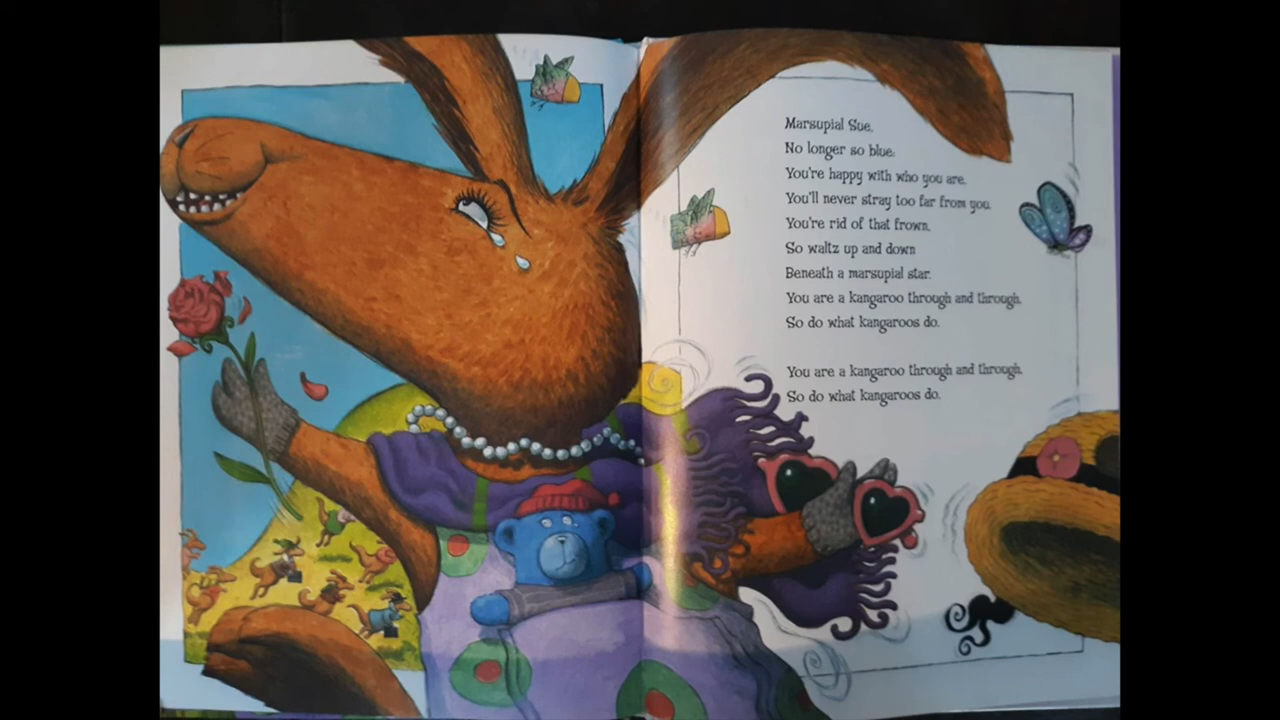 Marsupial Sue,
No longer so blue;
You're happy with who you are.
You'll never stray too far from you.
You're rid of that frown,
So waltz up and down
Beneath a marsupial star.
You are a kangaroo through and through,
So do what kangaroos do.
You are a kangaroo through and through,
So do what kangaroos do.